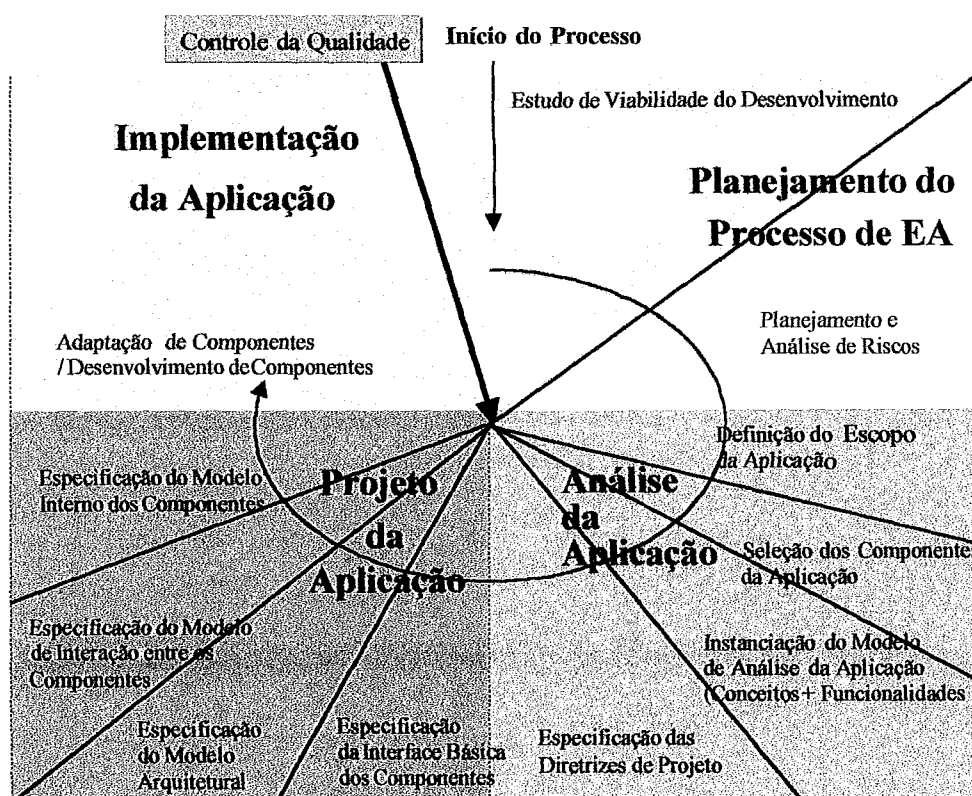 Controle da Qualidade
Início do Processo
Estudo de Viabilidade do Desenvolvimento
Implementação
da Aplicação
Planejamento do
Processo de EA
Planejamento e
Análise de Riscos
Adaptação de Componentes
/ Desenvolvimento de Componentes
Definição do Escopo
da Aplicação
Especificação do Modelo
Interno dos Componentes
Projeto
da
Aplicação
Análise
da
Aplicação
Seleção dos Componente
da Aplicação
Especificação do Modelo
de Interação entre os
Componentes
Instanciação do Modelo
de Análise da Aplicação
(Conceitos + Funcionalidades
Especificação
do Modelo
Arquitetural
Especificação
da Interface Básica
dos Componentes
Especificação das
Diretrizes de Projeto